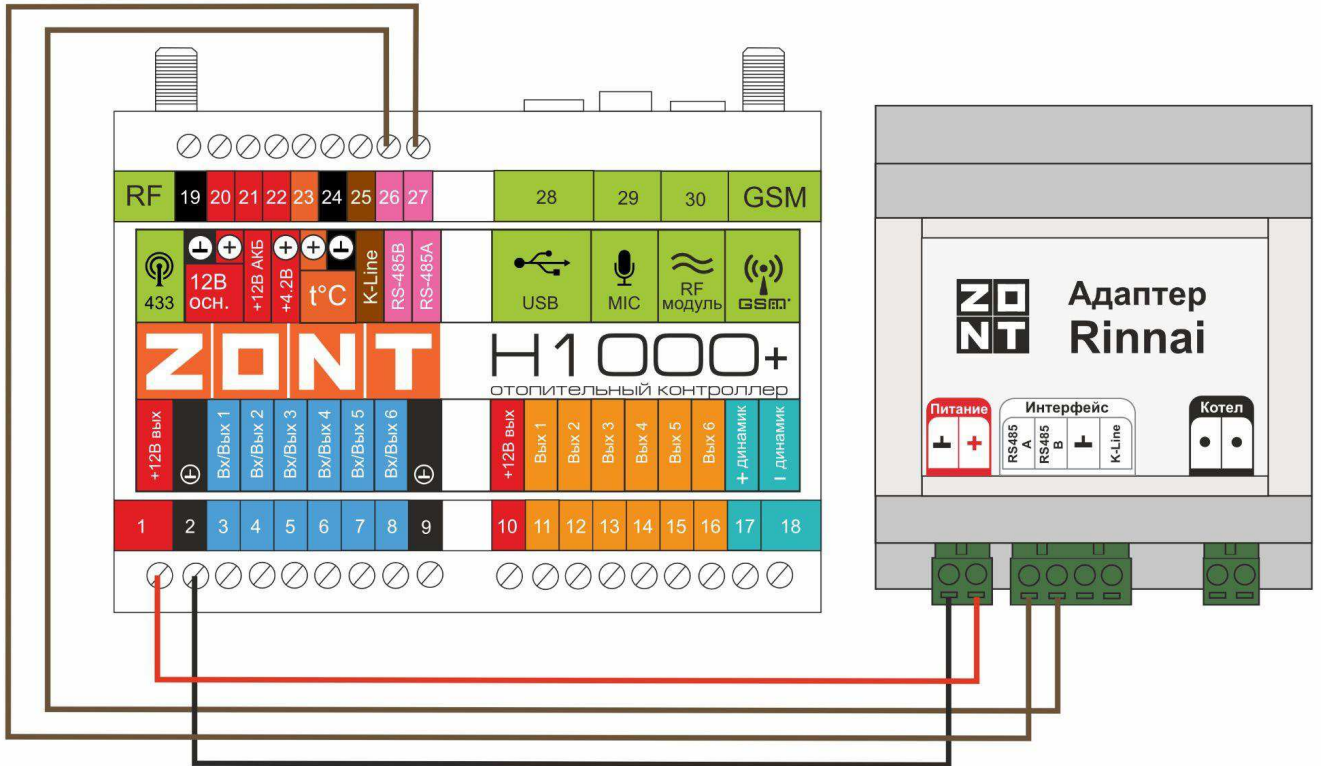 RF 19 20 21 22 23 24 25 26 27 28 29 30 GSM
433
12В
осн.
+12В АКБ
+4.2В
t°C
K-Line
RS-485B
RS-485A
USB
MIC
RF
модуль
GSM
ZONT
H1000+
отопительный контроллер
+12В вых
Вх/Вых 1
Вх/Вых 2
Вх/Вых 3
Вх/Вых 4
Вх/Вых 5
Вх/Вых 6
+12В вых
Вых 1
Вых 2
Вых 3
Вых 4
Вых 5
Вых 6
+ динамик
– динамик
1 2 3 4 5 6 7 8 9 10 11 12 13 14 15 16 17 18
ZO
NT
Адаптер
Rinnai
Питание
Интерфейс
RS485
A
RS485
B
K-Line
Котел